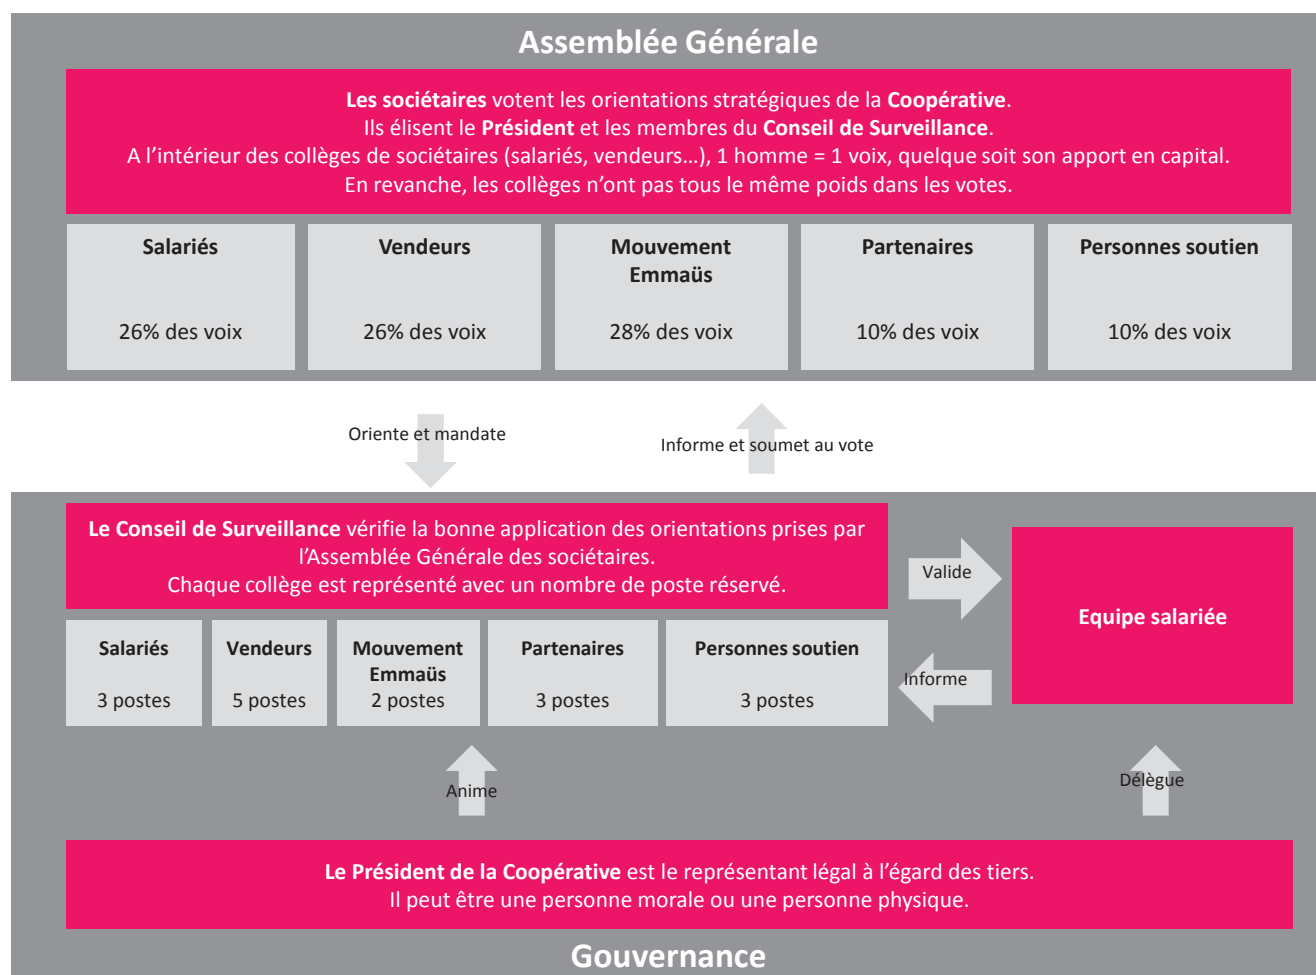 Assemblée Générale
Les sociétaires votent les orientations stratégiques de la Coopérative.
Ils élisent le Président et les membres du Conseil de Surveillance.
A l’intérieur des collèges de sociétaires (salariés, vendeurs…), 1 homme = 1 voix, quelque soit son apport en capital.
En revanche, les collèges n’ont pas tous le même poids dans les votes.
Salariés
26% des voix
Vendeurs
26% des voix
Mouvement
Emmaüs
28% des voix
Partenaires
10% des voix
Personnes soutien
10% des voix
Oriente et mandate
Informe et soumet au vote
Le Conseil de Surveillance vérifie la bonne application des orientations prises par
l’Assemblée Générale des sociétaires.
Chaque collège est représenté avec un nombre de poste réservé.
Salariés
3 postes
Vendeurs
5 postes
Mouvement
Emmaüs
2 postes
Partenaires
3 postes
Personnes soutien
3 postes
Valide
Informe
Equipe salariée
Anime
Délègue
Le Président de la Coopérative est le représentant légal à l’égard des tiers.
Il peut être une personne morale ou une personne physique.
Gouvernance